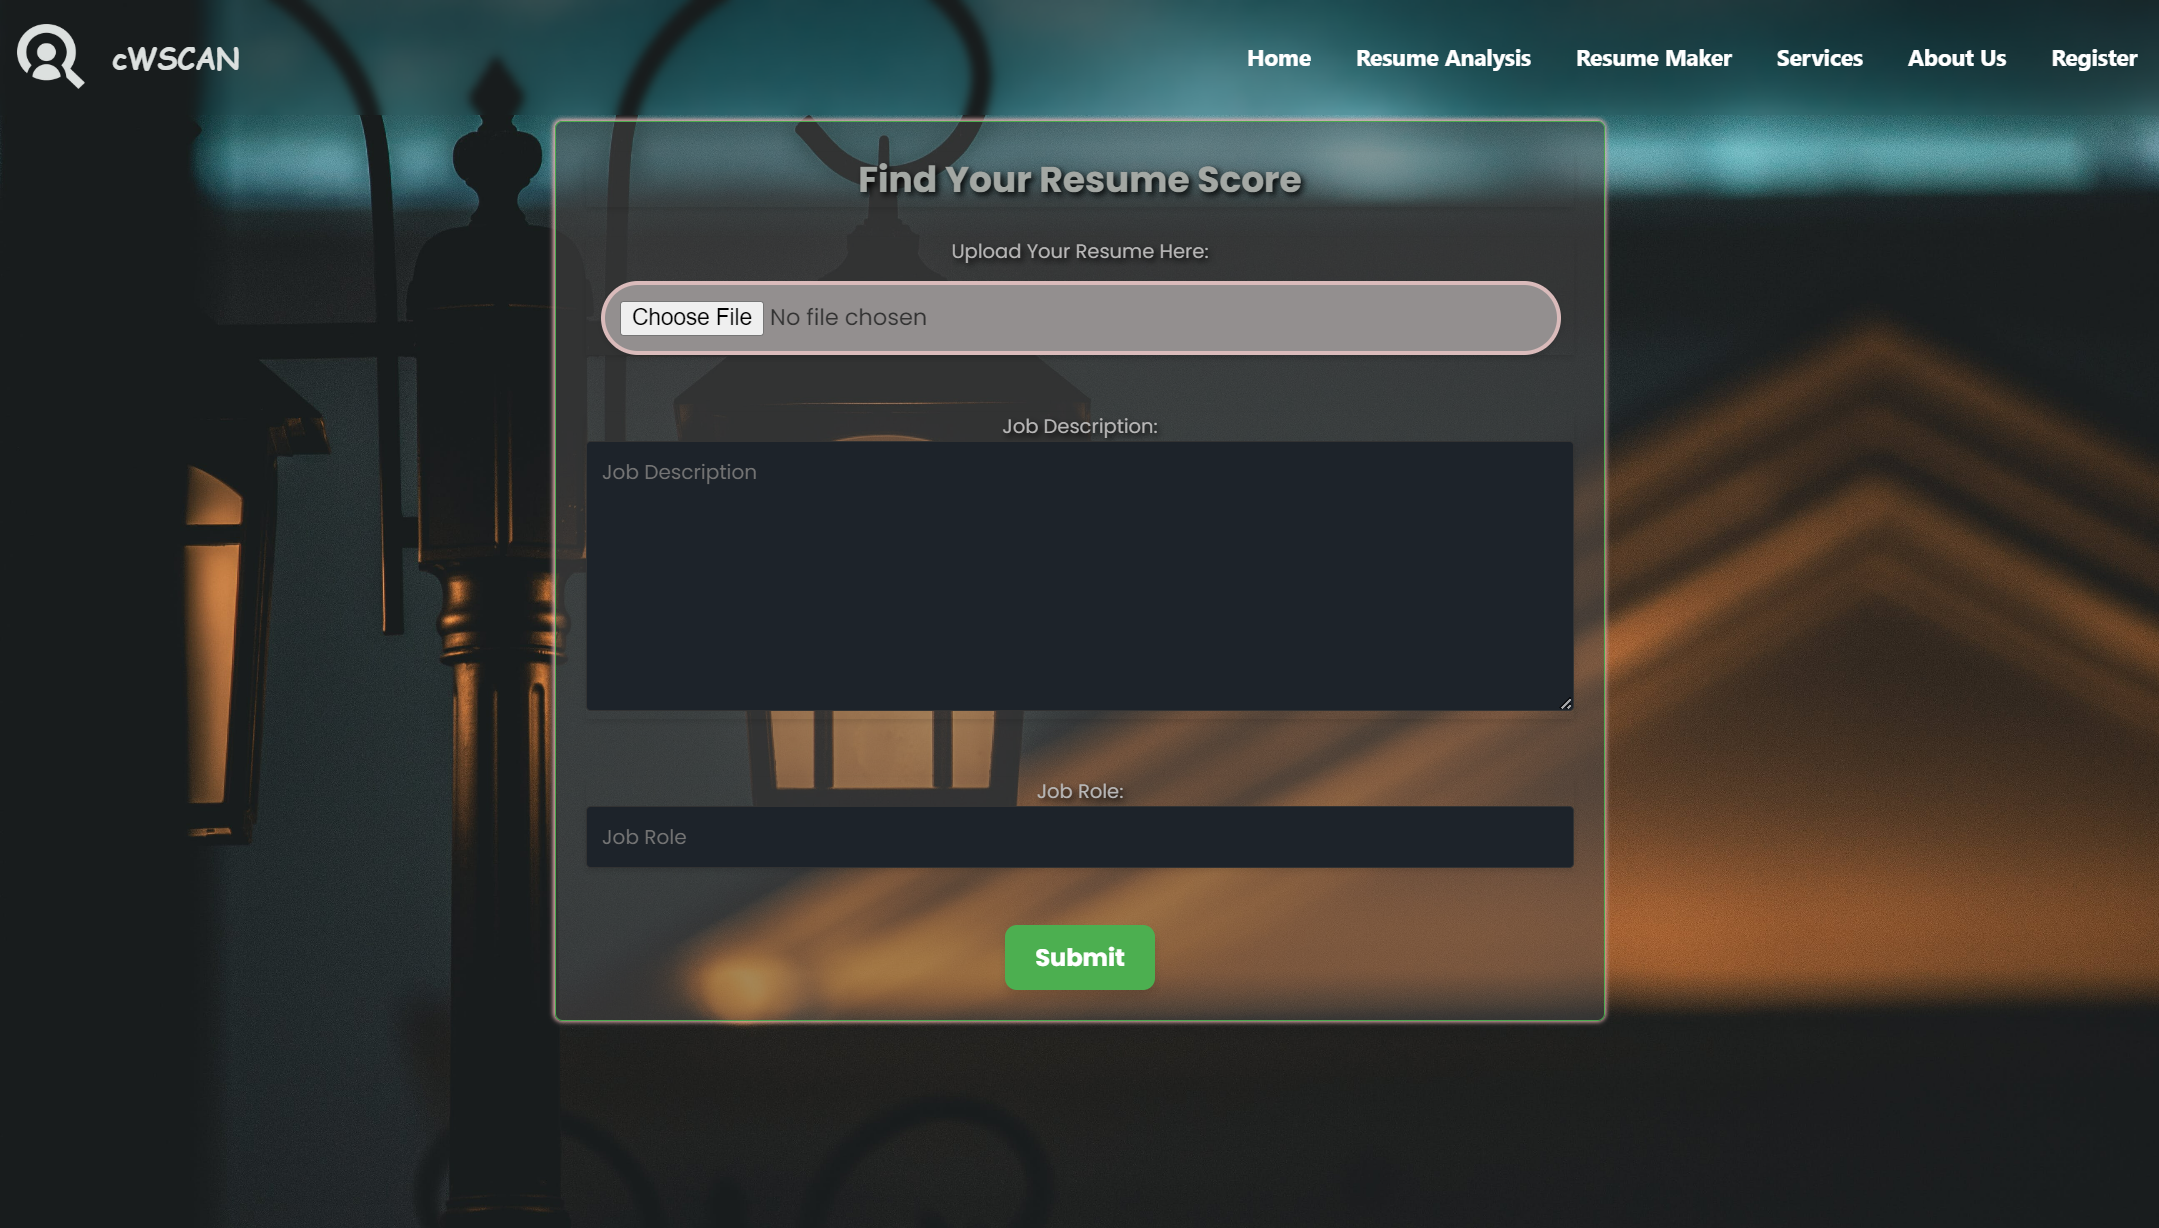 cWSCAN
Home Resume Analysis Resume Maker Services About Us Register
Find Your Resume Score
Upload Your Resume Here:
Choose File No file chosen
Job Description:
Job Description
Job Role:
Job Role
Submit